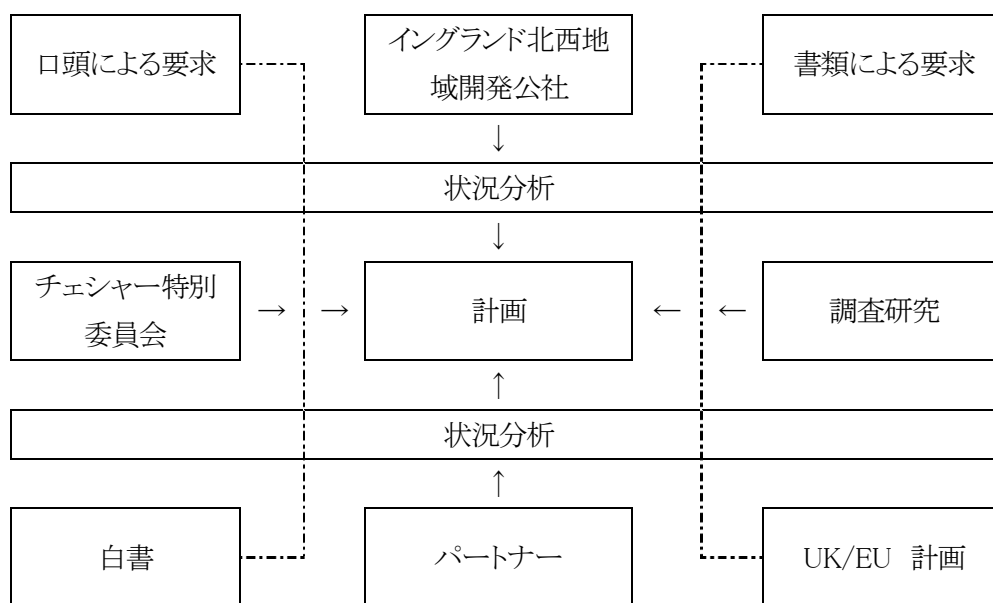 口頭による要求
イングランド北西地
域開発公社
書類による要求
↓
状況分析
↓
チェシャー特別
委員会
→ →
計画
← ←
調査研究
↑
状況分析
↑
白書
パートナー
UK/EU 計画